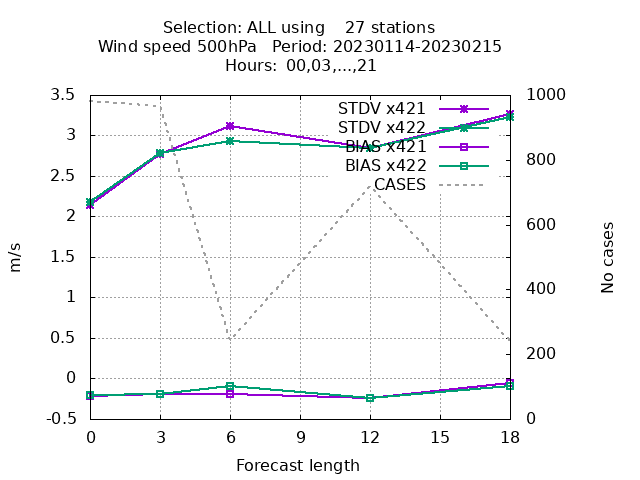 Selection: ALL using    27 stations
Wind speed 500hPa   Period: 20230114-20230215
Hours: 00,03,...,21
3.5
3
2.5
2
1.5
1
0.5
0
-0.5
m/s
STDV x421
STDV x422
BIAS x421
BIAS x422
CASES
1000
800
600
400
200
0
No cases
0 3 6 9 12 15 18
Forecast length